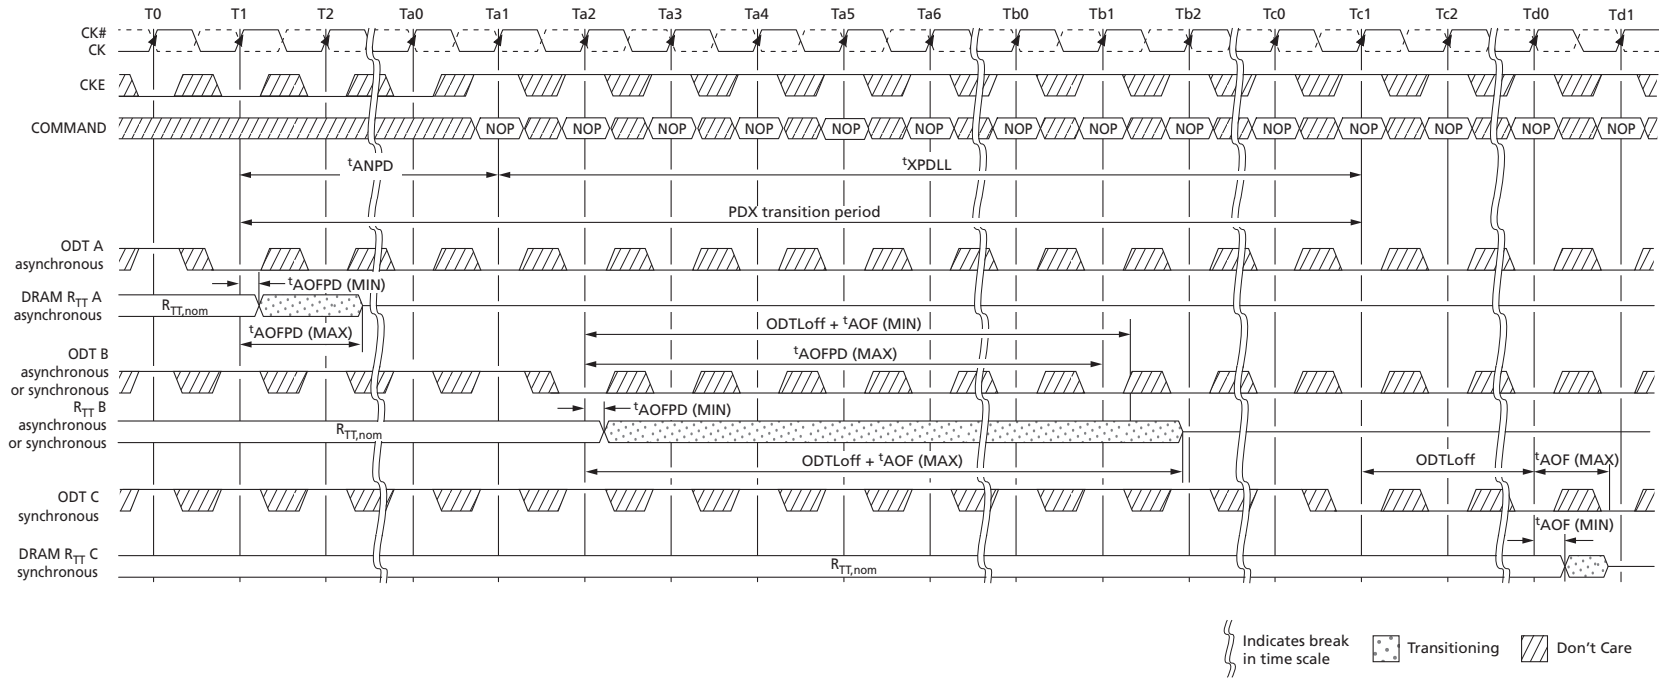 T0 T1 T2 Ta0 Ta1 Ta2 Ta3 Ta4 Ta5 Ta6 Tb0 Tb1 Tb2 Tc0 Tc1 Tc2 Td0 Td1
CK#
CK
CKE
COMMAND NOP NOP NOP NOP NOP NOP NOP NOP NOP NOP NOP NOP NOP NOP
tANPD tXPDLL
PDX transition period
ODT A
asynchronous
tAOFPD (MIN)
DRAM RTT A
asynchronous
RTT,nom
tAOFPD (MAX)
ODTLoff + tAOF (MIN)
tAOFPD (MAX)
ODT B
asynchronous
or synchronous
tAOFPD (MIN)
RTT B
asynchronous
or synchronous
RTT,nom
ODTLoff + tAOF (MAX)
ODTLoff tAOF (MAX)
ODT C
synchronous
tAOF (MIN)
DRAM RTT C
synchronous
RTT,nom
Indicates break
in time scale
Transitioning
Don't Care